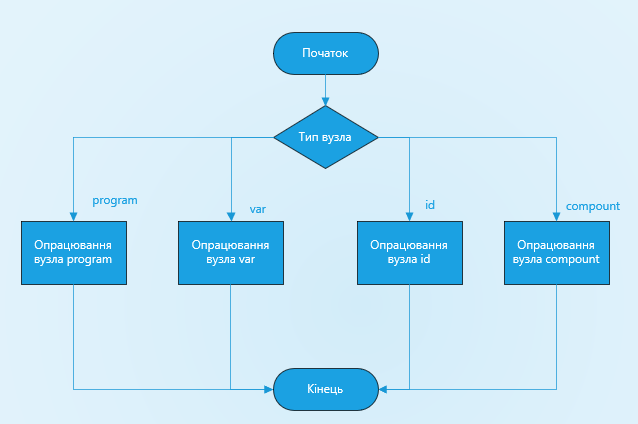 Початок
Тип вузла
program
var
id
compount
Опрацювання
вузла program
Опрацювання
вузла var
Опрацювання
вузла id
Опрацювання
вузла compount
Кінець